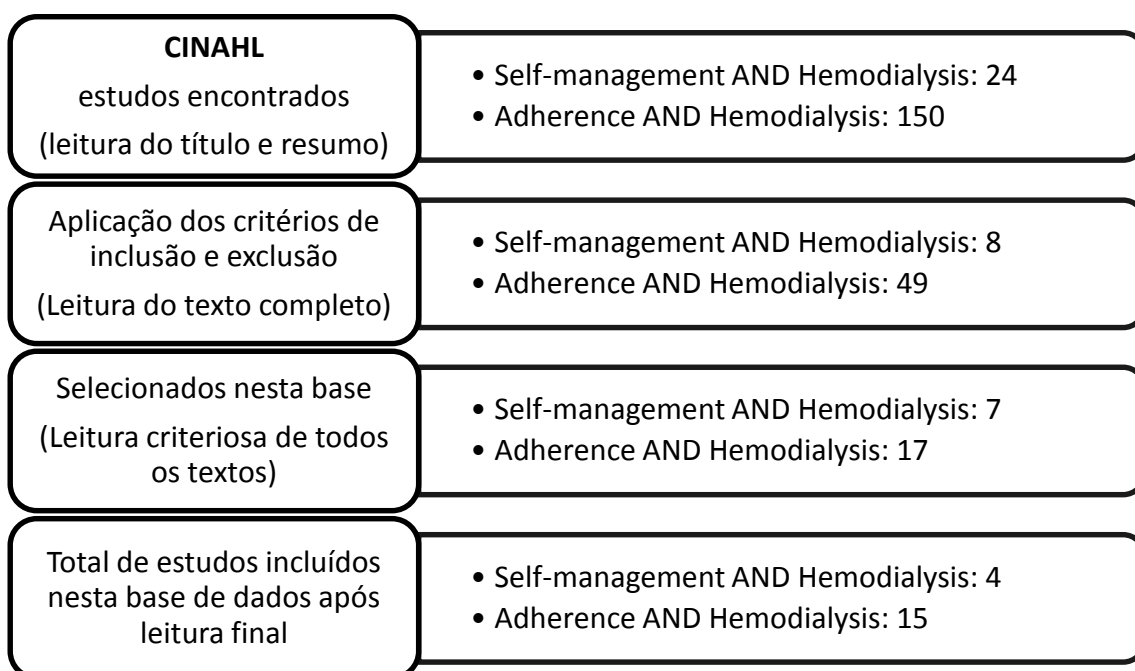 CINAHL
estudos encontrados
(leitura do título e resumo)
• Self-management AND Hemodialysis: 24
• Adherence AND Hemodialysis: 150
Aplicação dos critérios de
inclusão e exclusão
(Leitura do texto completo)
• Self-management AND Hemodialysis: 8
• Adherence AND Hemodialysis: 49
Selecionados nesta base
(Leitura criteriosa de todos
os textos)
• Self-management AND Hemodialysis: 7
• Adherence AND Hemodialysis: 17
Total de estudos incluídos
nesta base de dados após
leitura final
• Self-management AND Hemodialysis: 4
• Adherence AND Hemodialysis: 15